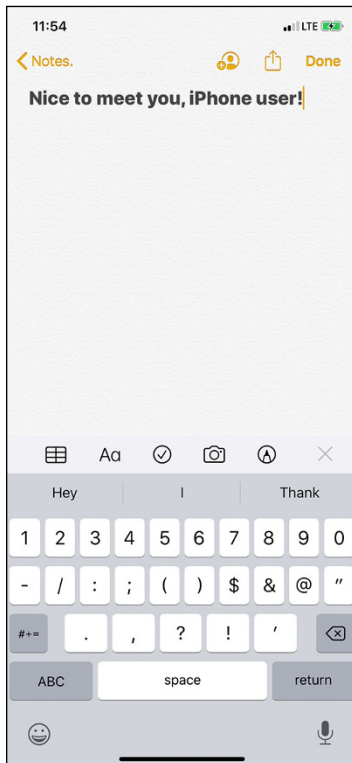 11:54 LTE
Notes. Done
Nice to meet you, iPhone user!
Aa
Hey I Thank
1 2 3 4 5 6 7 8 9 0
- / : ; ( ) $ & @ "
#+= . , ? ! '
ABC space return